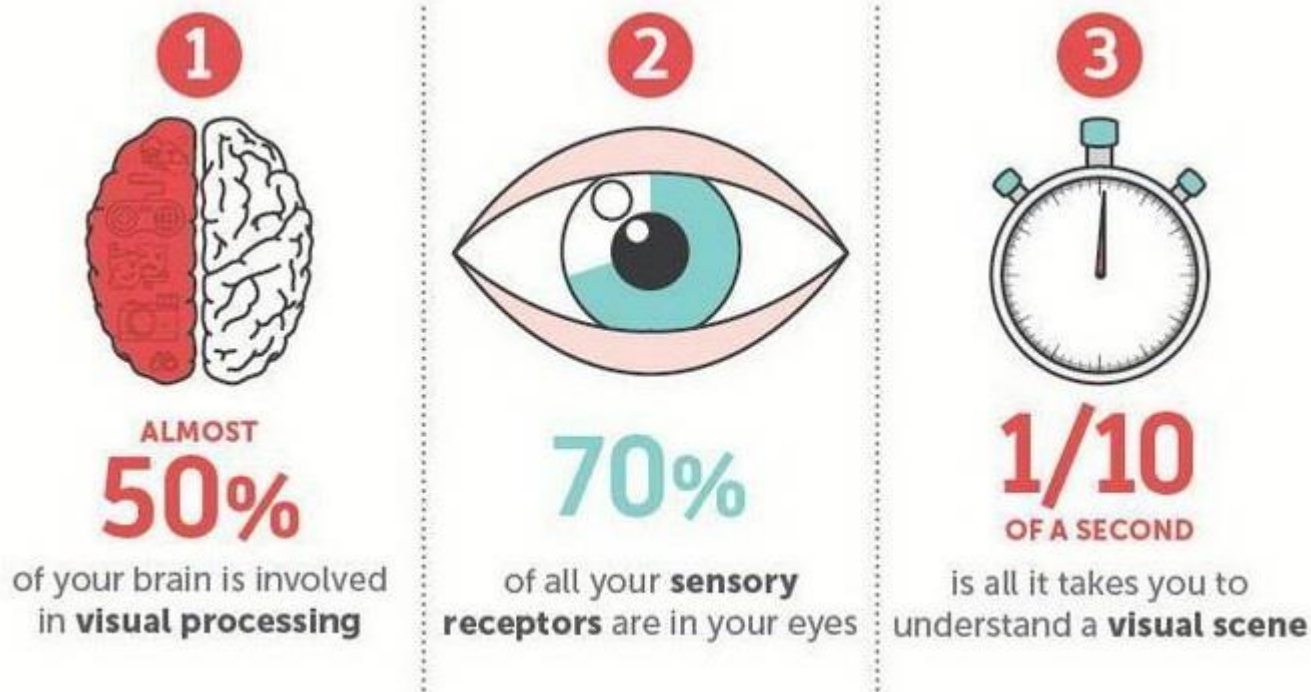 1
ALMOST
50%
of your brain is involved
in visual processing
2
70%
of all your sensory
receptors are in your eyes
3
1/10
OF A SECOND
is all it takes you to
understand a visual scene